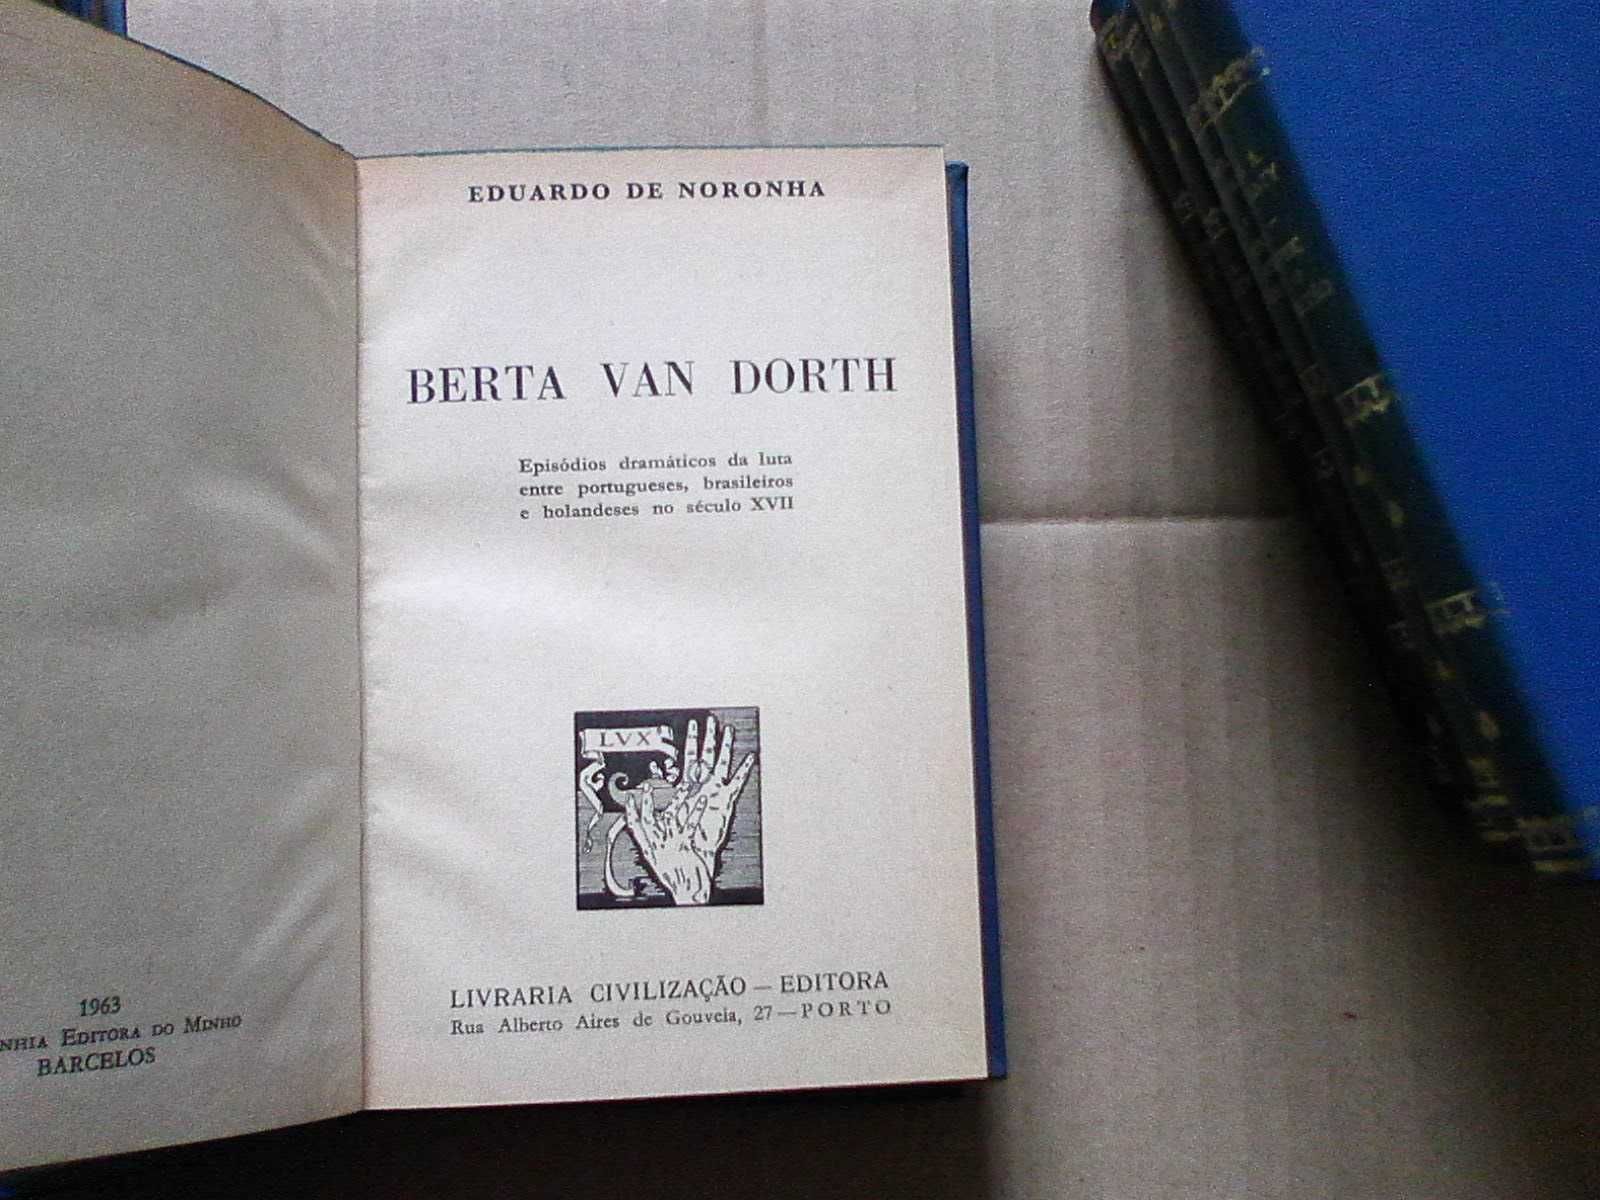 1963
NHIA EDITORA DO MINHO
BARCELOS
EDUARDO DE NORONHA
BERTA VAN DORTH
Episódios dramáticos da luta
entre portugueses, brasileiros
e holandeses no século XVII
LVX
LIVRARIA CIVILIZAÇÃO — EDITORA
Rua Alberto Aires de Gouveia, 27 — PORTO